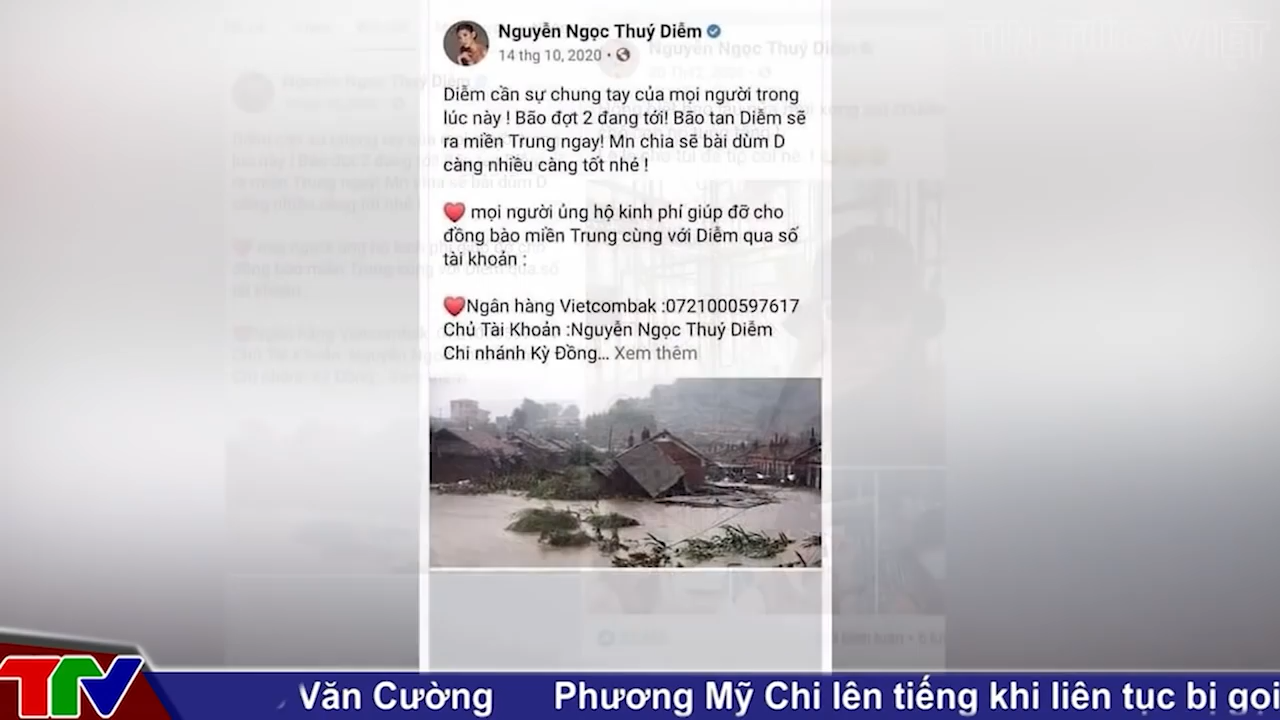 Nguyễn Ngọc Thuý Diễm
14 thg 10, 2020
Diễm cần sự chung tay của mọi người trong
lúc này ! Bão đợt 2 đang tới! Bão tan Diễm sẽ
ra miền Trung ngay! Mn chia sẽ bài dùm D
càng nhiều càng tốt nhé !
❤️ mọi người ủng hộ kinh phí giúp đỡ cho
đồng bào miền Trung cùng với Diễm qua số
tài khoản :
❤️Ngân hàng Vietcombak :0721000597617
Chủ Tài Khoản :Nguyễn Ngọc Thuý Diễm
Chi nhánh Kỳ Đồng... Xem thêm
TTV
Văn Cường Phương Mỹ Chi lên tiếng khi liên tục bị gọi